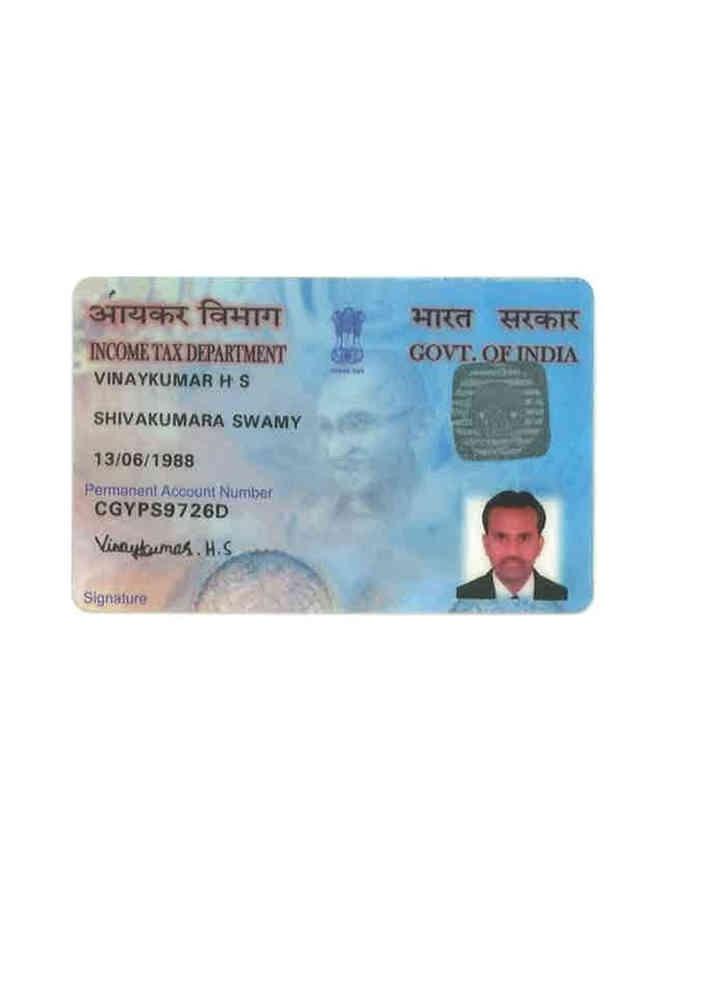 आयकर विभाग
भारत सरकार
INCOME TAX DEPARTMENT
GOVT. OF INDIA
VINAYKUMAR H S
SHIVAKUMARA SWAMY
13/06/1988
Permanent Account Number
CGYPS9726D
Vinaykumar. H.S
Signature